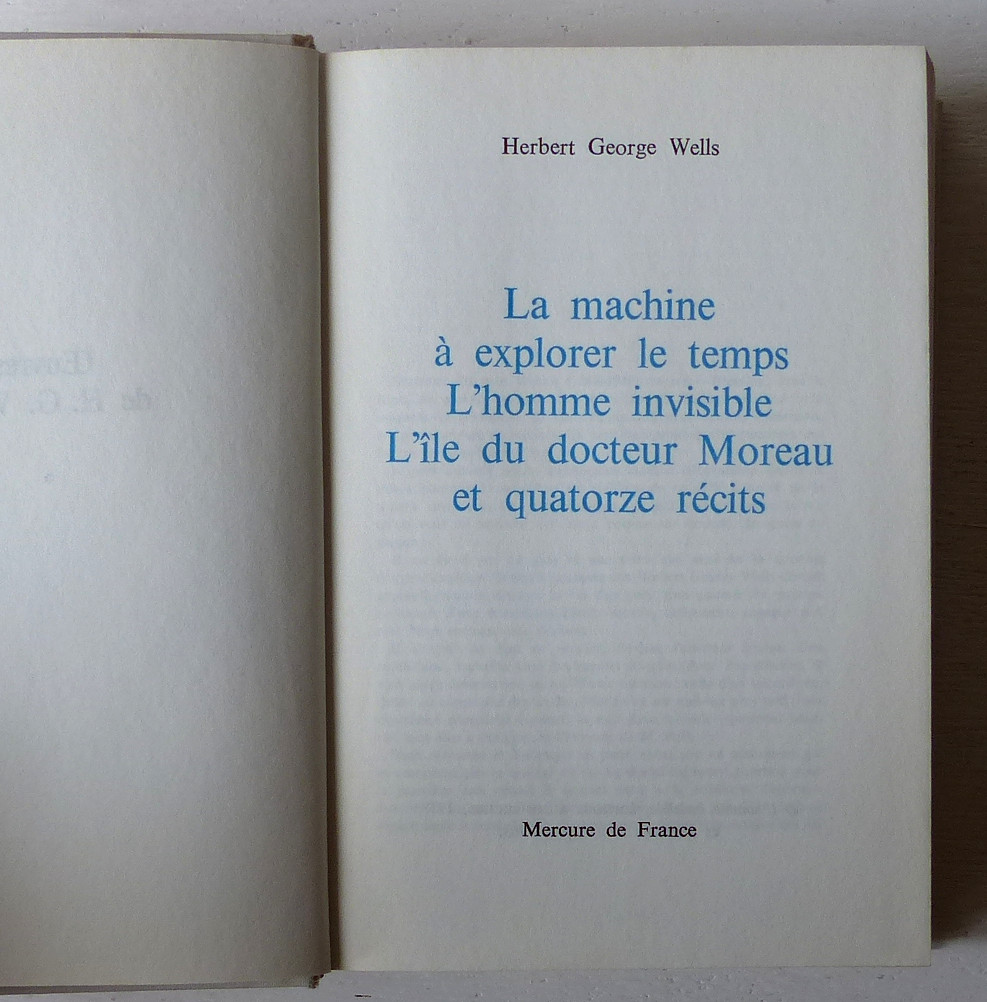 Herbert George Wells
La machine
à explorer le temps
L'homme invisible
L'île du docteur Moreau
et quatorze récits
Mercure de France